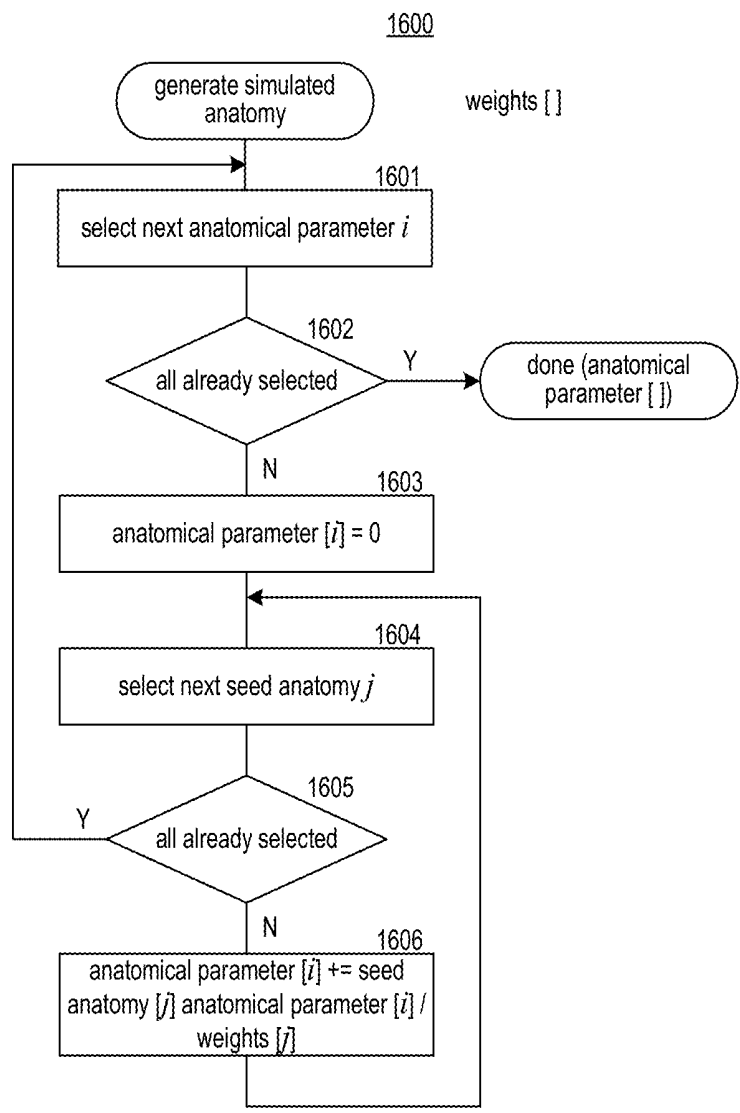 1600
generate simulated
anatomy
weights [ ]
1601
select next anatomical parameter i
1602
all already selected
Y
done (anatomical
parameter [ ])
N
1603
anatomical parameter [i] = 0
1604
select next seed anatomy j
1605
Y
all already selected
N
1606
anatomical parameter [i] += seed
anatomy [j] anatomical parameter [i] /
weights [j]